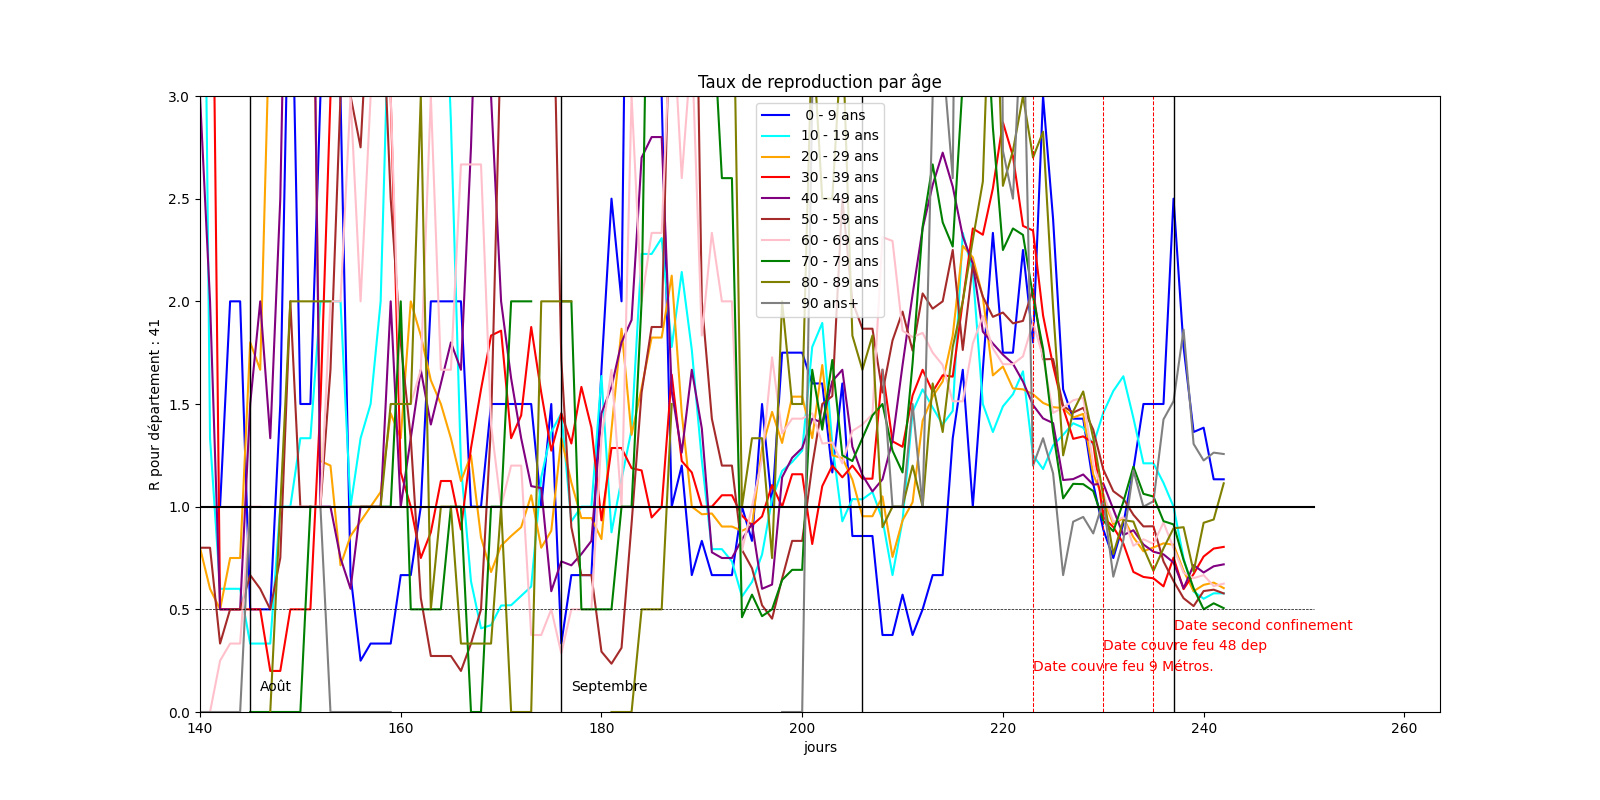 Taux de reproduction par âge
R pour département : 41
3.0
2.5
2.0
1.5
1.0
0.5
0.0
0 - 9 ans
10 - 19 ans
20 - 29 ans
30 - 39 ans
40 - 49 ans
50 - 59 ans
60 - 69 ans
70 - 79 ans
80 - 89 ans
90 ans+
Date second confinement
Date couvre feu 48 dep
Date couvre feu 9 Métros.
Août
Septembre
140
160
180
200
220
240
260
jours